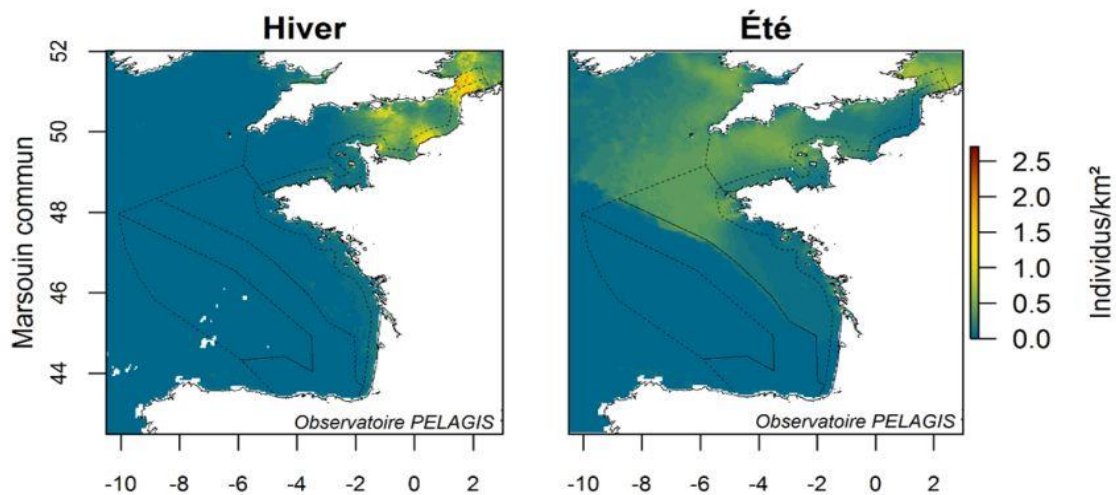 Hiver
Été
Marsouin commun
52
50
48
46
44
Observatoire PELAGIS
Observatoire PELAGIS
-10 -8 -6 -4 -2 0 2
-10 -8 -6 -4 -2 0 2
2.5
2.0
1.5
1.0
0.5
0.0
Individus/km²